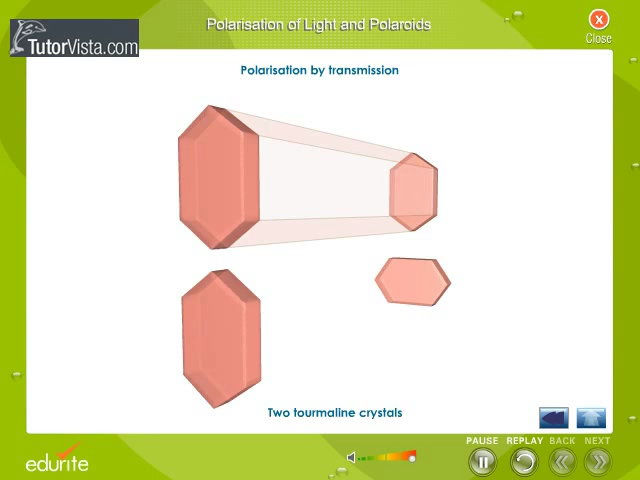 Polarisation of Light and Polaroids
X
Close
TutorVista.com
Polarisation by transmission
Two tourmaline crystals
PAUSE REPLAY BACK NEXT
edurite